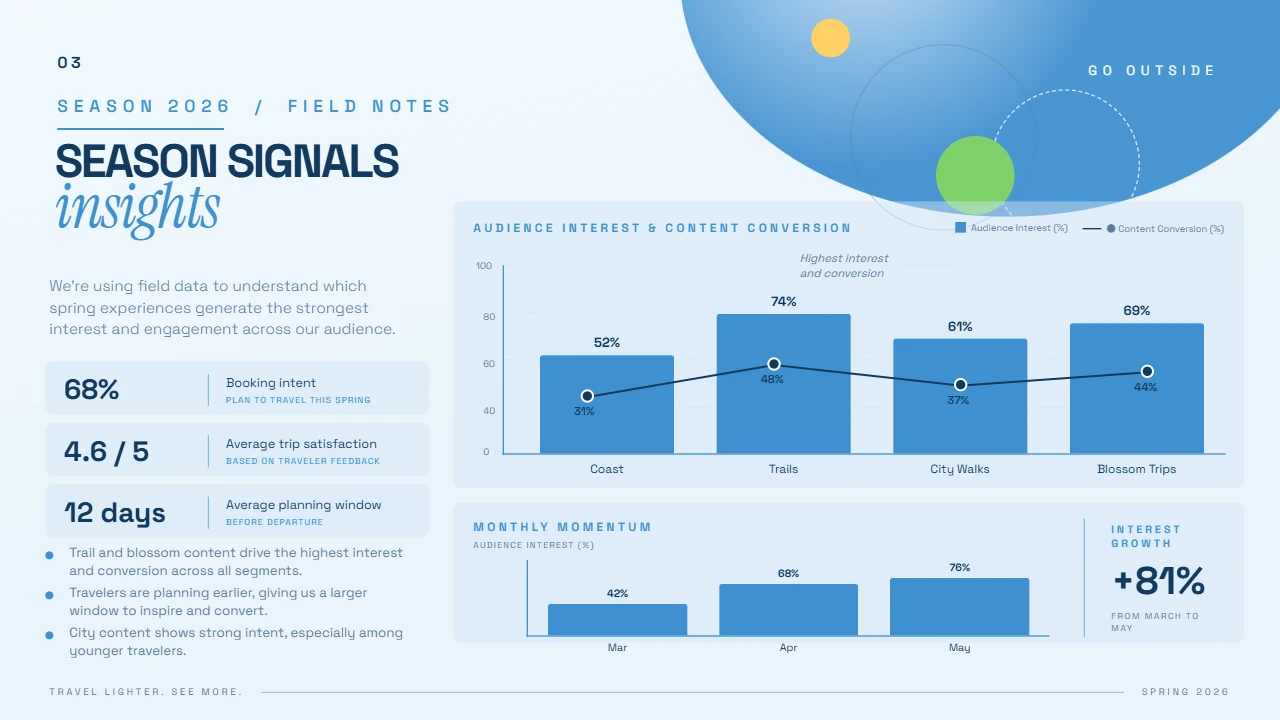 03
GO OUTSIDE
SEASON 2026 / FIELD NOTES
SEASON SIGNALS
insights
We're using field data to understand which
spring experiences generate the strongest
interest and engagement across our audience.
68%
Booking intent
PLAN TO TRAVEL THIS SPRING
4.6 / 5
Average trip satisfaction
BASED ON TRAVELER FEEDBACK
12 days
Average planning window
BEFORE DEPARTURE
Trail and blossom content drive the highest interest
and conversion across all segments.
Travelers are planning earlier, giving us a larger
window to inspire and convert.
City content shows strong intent, especially among
younger travelers.
AUDIENCE INTEREST & CONTENT CONVERSION
Audience Interest (%)
Content Conversion (%)
Highest interest
and conversion
100
80
60
40
0
52%
74%
61%
69%
31%
48%
37%
44%
Coast
Trails
City Walks
Blossom Trips
MONTHLY MOMENTUM
AUDIENCE INTEREST (%)
42%
68%
76%
Mar
Apr
May
INTEREST
GROWTH
+81%
FROM MARCH TO
MAY
TRAVEL LIGHTER. SEE MORE.
SPRING 2026